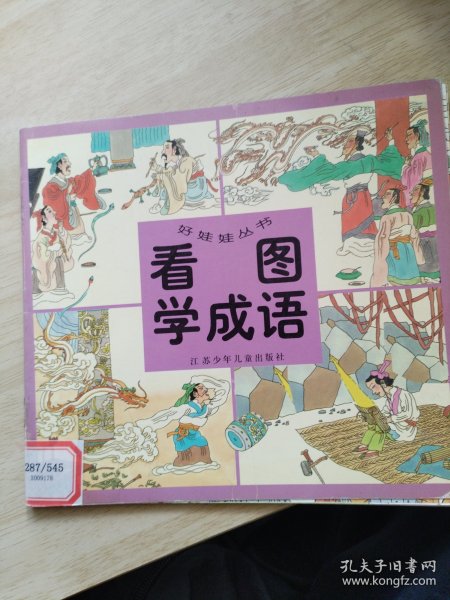 好娃娃丛书
看图
学成语
江苏少年儿童出版社
287/545
3009178
孔夫子旧书网
www.kongfz.com